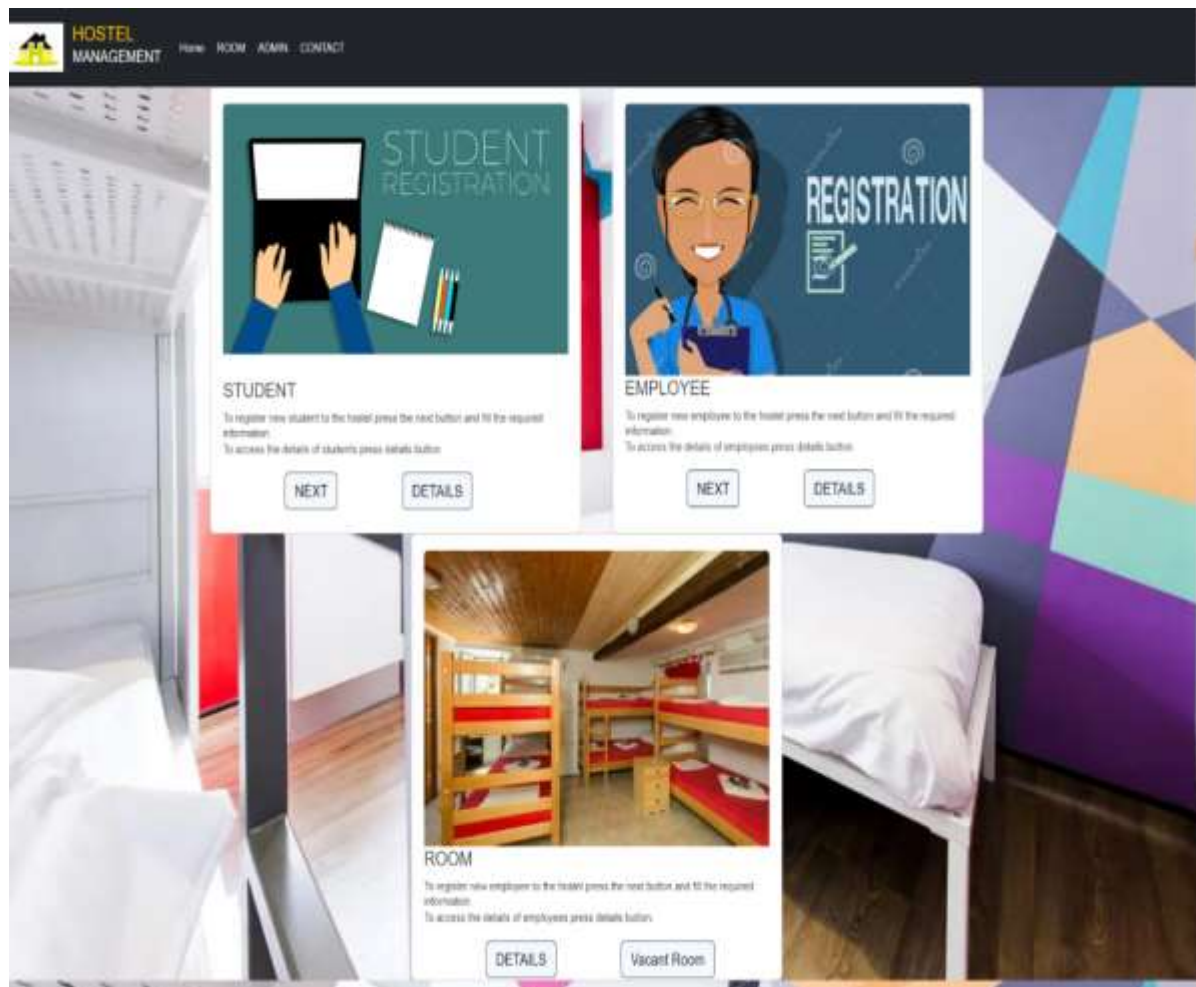 HOSTEL
MANAGEMENT
Home ROOM ADMIN CONTACT
STUDENT
REGISTRATION
REGISTRATION
STUDENT
To register new student to the hostel press the next button and fill the required
information.
To access the details of students press details button
NEXT DETAILS
EMPLOYEE
To register new employee to the hostel press the next button and fill the required
information.
To access the details of employees press details button
NEXT DETAILS
ROOM
To register new employee to the hostel press the next button and fill the required
information.
To access the details of employees press details button.
DETAILS Vacant Room